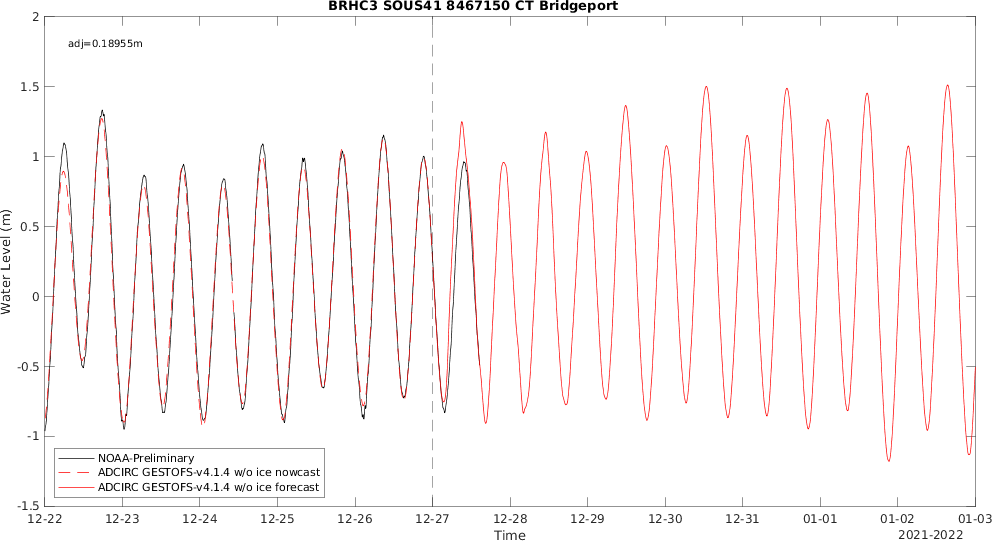 BRHC3 SOUS41 8467150 CT Bridgeport
adj=0.18955m
2
1.5
1
0.5
0
-0.5
-1
-1.5
Water Level (m)
NOAA-Preliminary
ADCIRC GESTOFS-v4.1.4 w/o ice nowcast
ADCIRC GESTOFS-v4.1.4 w/o ice forecast
12-22 12-23 12-24 12-25 12-26 12-27 12-28 12-29 12-30 12-31 01-01 01-02 01-03
Time
2021-2022